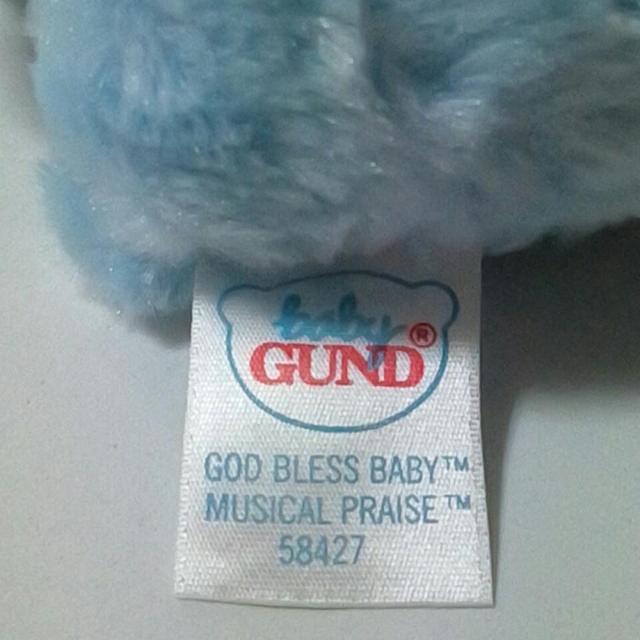 baby
GUND®
GOD BLESS BABY™
MUSICAL PRAISE™
58427